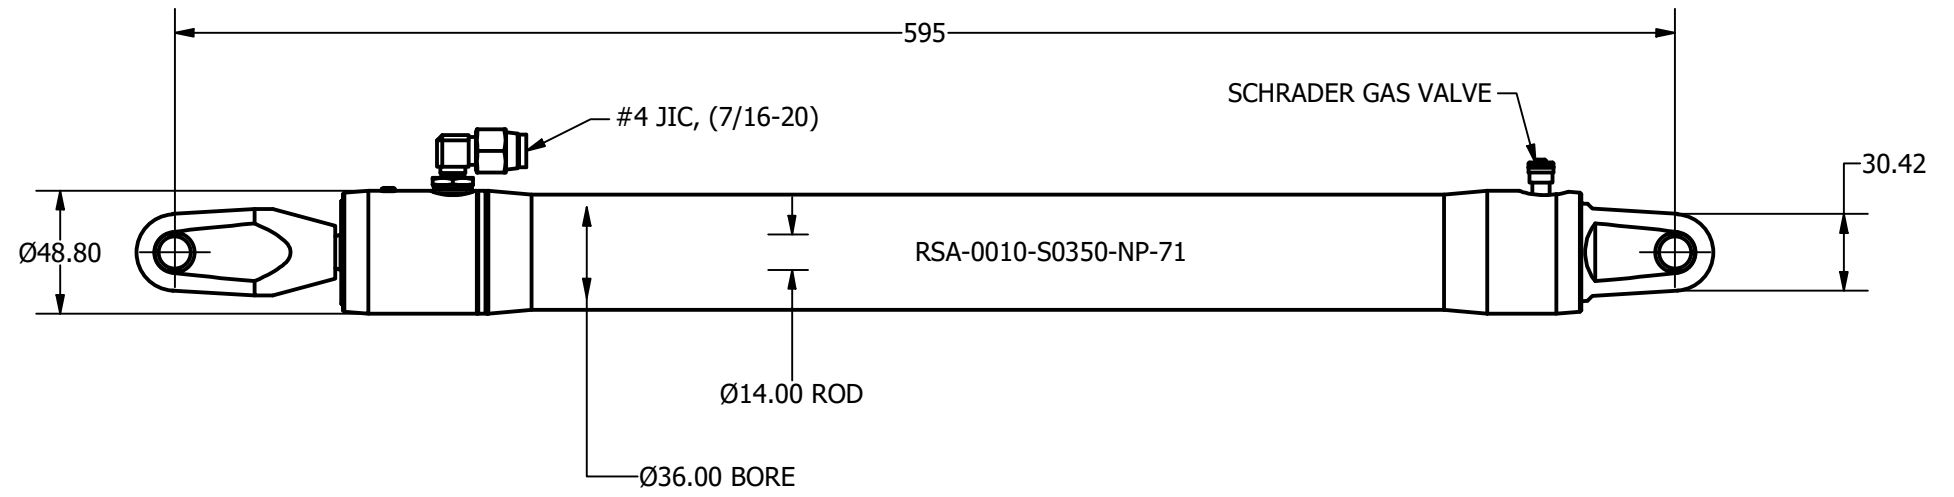 595
SCHRADER GAS VALVE
#4 JIC, (7/16-20)
30.42
Ø48.80
RSA-0010-S0350-NP-71
Ø14.00 ROD
Ø36.00 BORE